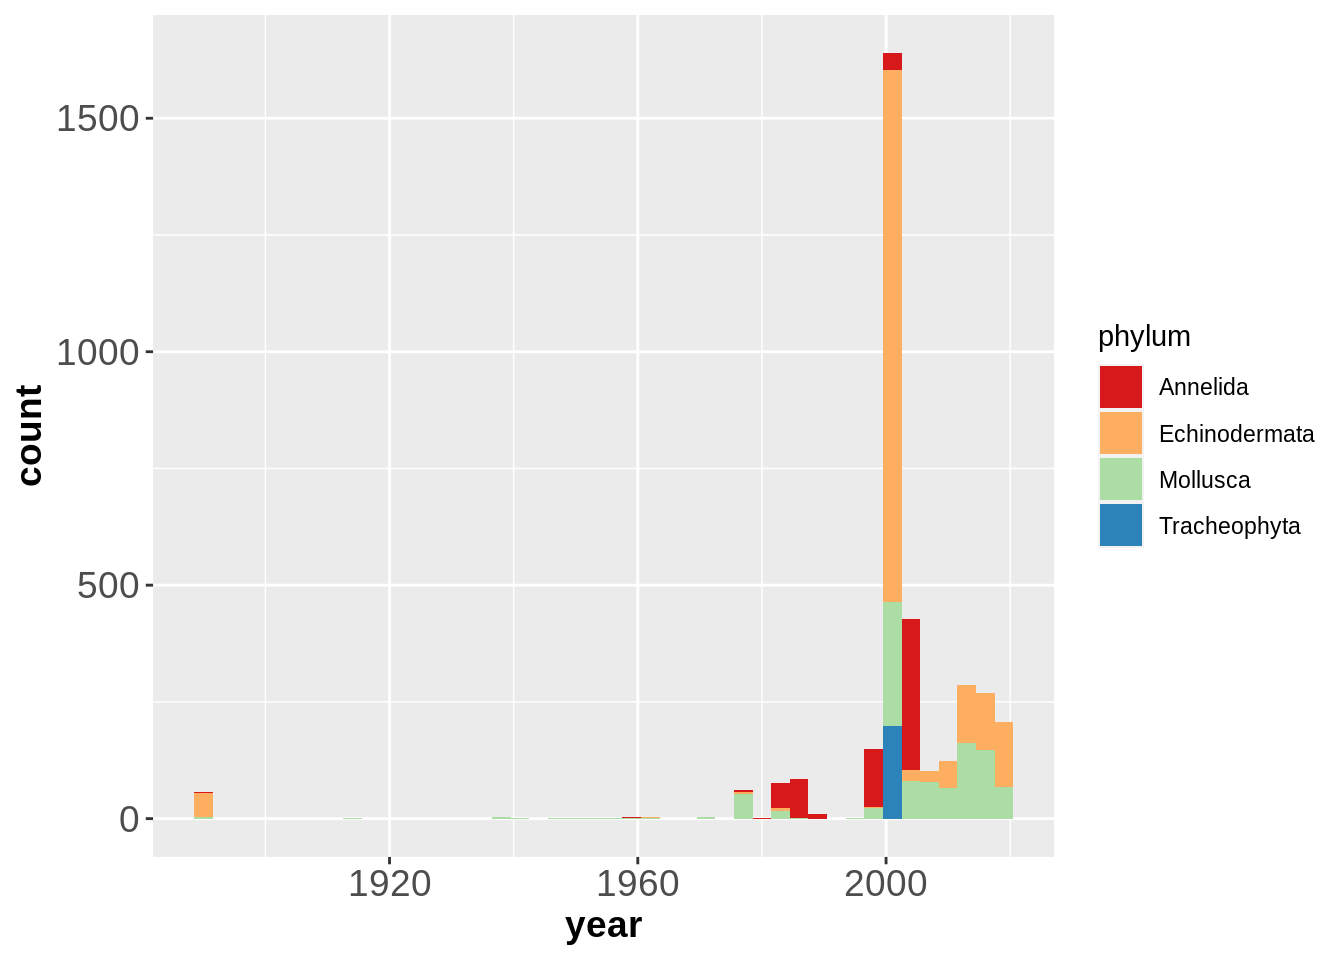 1500
1000
500
0
count
1920
1960
2000
year
phylum
Annelida
Echinodermata
Mollusca
Tracheophyta